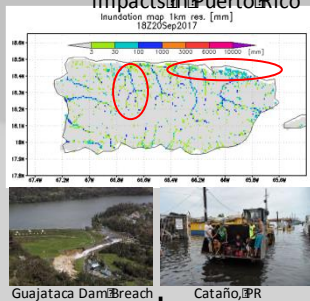 Impacts in Puerto Rico
Inundation map 1km res. [mm]
18Z20Sep2017
[mm]
2 30 100 1000 3000 6000 10000
18.6N
18.5N
18.4N
18.3N
18.2N
18.1N
18N
17.9N
17.8N
67.4W 67.2W 67W 66.8W 66.6W 66.4W 66.2W 66W 65.8W 65.6W
Guajataca Dam Breach
Cataño, PR